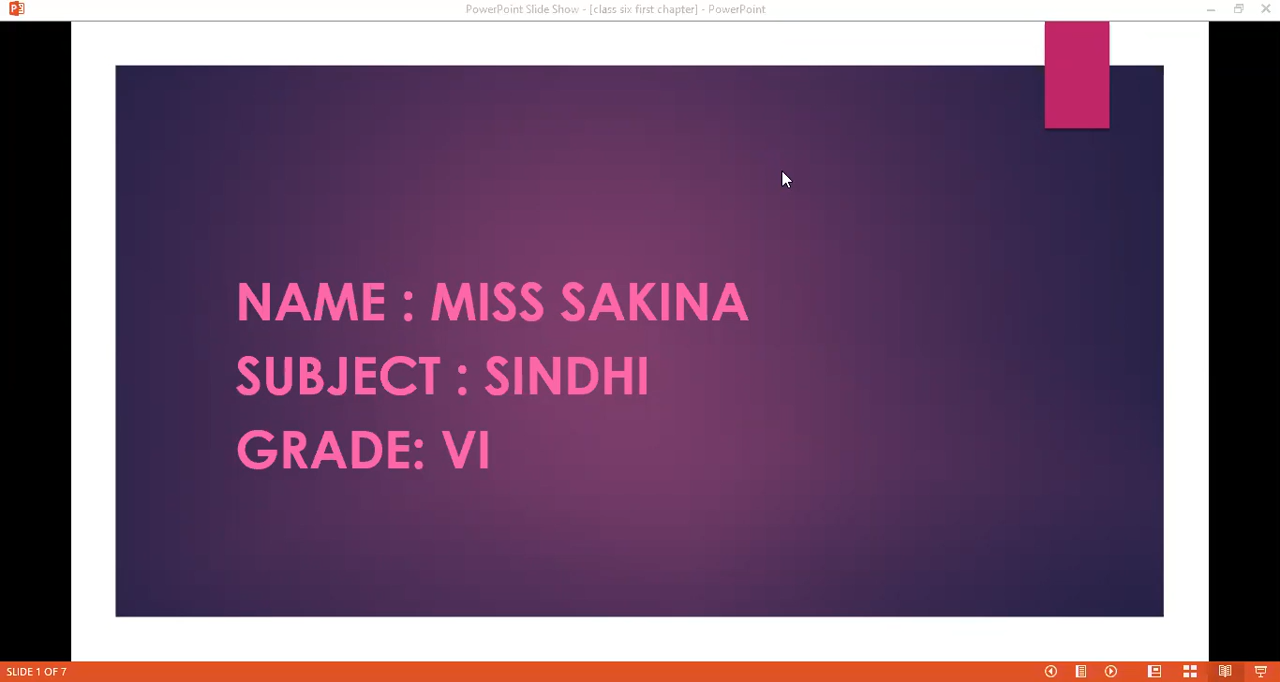 PowerPoint Slide Show - [class six first chapter] - PowerPoint
NAME : MISS SAKINA
SUBJECT : SINDHI
GRADE: VI
SLIDE 1 OF 7